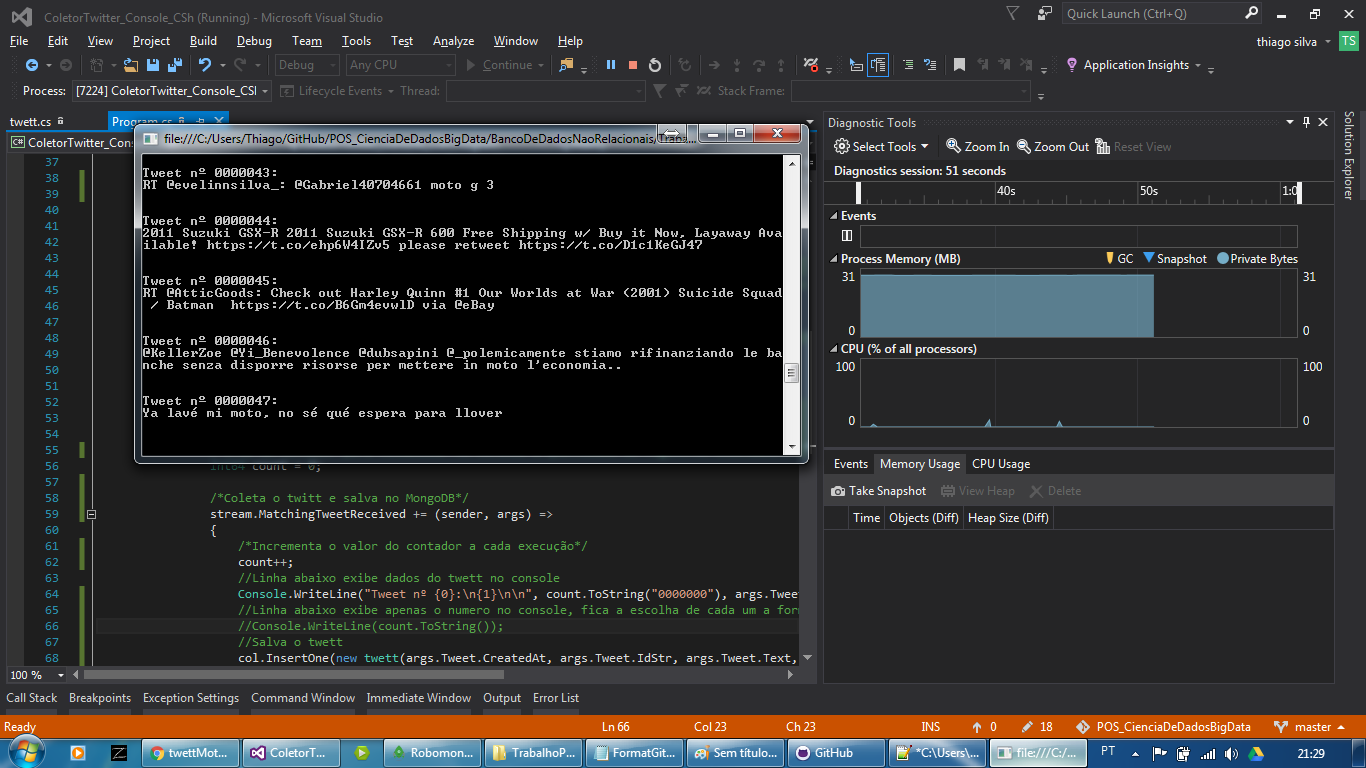 ColetorTwitter_Console_CSh (Running) - Microsoft Visual Studio
Quick Launch (Ctrl+Q)
File Edit View Project Build Debug Team Tools Test Analyze Window Help
thiago silva TS
Debug Any CPU Continue Application Insights
Process: [7224] ColetorTwitter_Console_CSh Lifecycle Events Thread: Stack Frame:
twett.cs Program.cs
ColetorTwitter_Cons
file:///C:/Users/Thiago/GitHub/POS_CienciaDeDadosBigData/BancoDeDadosNaoRelacionais/Traba...
Tweet nº 0000043:
RT @evelinnsilva_: @Gabriel40704661 moto g 3
Tweet nº 0000044:
2011 Suzuki GSX-R 2011 Suzuki GSX-R 600 Free Shipping w/ Buy it Now, Layaway Ava
ilable! https://t.co/ehp6W4IZv5 please retweet https://t.co/D1c1KeGJ47
Tweet nº 0000045:
RT @AtticGoods: Check out Harley Quinn #1 Our Worlds at War (2001) Suicide Squad
/ Batman  https://t.co/B6Gm4evwlD via @eBay
Tweet nº 0000046:
@KellerZoe @Yi_Benevolence @dubsapini @_polemicamente stiamo rifinanziando le ba
nche senza disporre risorse per mettere in moto l'economia..
Tweet nº 0000047:
Ya lavé mi moto, no sé qué espera para llover
37
38
39
40
41
42
43
44
45
46
47
48
49
50
51
52
53
54
55
56 int64 count = 0;
57
58 /*Coleta o twitt e salva no MongoDB*/
59 stream.MatchingTweetReceived += (sender, args) =>
60 {
61 /*Incrementa o valor do contador a cada execução*/
62 count++;
63 //Linha abaixo exibe dados do twett no console
64 Console.WriteLine("Tweet nº {0}:\n{1}\n\n", count.ToString("0000000"), args.Twee
65 //Linha abaixo exibe apenas o numero no console, fica a escolha de cada um a for
66 //Console.WriteLine(count.ToString());
67 //Salva o twett
68 col.InsertOne(new twett(args.Tweet.CreatedAt, args.Tweet.IdStr, args.Tweet.Text,
100 %
Diagnostic Tools
Select Tools Zoom In Zoom Out Reset View
Diagnostics session: 51 seconds
40s 50s 1:0
Events
Process Memory (MB) GC Snapshot Private Bytes
31 31
0 0
CPU (% of all processors)
100 100
0 0
Events Memory Usage CPU Usage
Take Snapshot View Heap Delete
Time Objects (Diff) Heap Size (Diff)
Solution Explorer
Call Stack Breakpoints Exception Settings Command Window Immediate Window Output Error List
Ready Ln 66 Col 23 Ch 23 INS 0 18 POS_CienciaDeDadosBigData master
twettMot... ColetorT... Robomon... TrabalhoP... FormatGit... Sem título... GitHub *C:\Users\... file:///C:/... PT 21:29